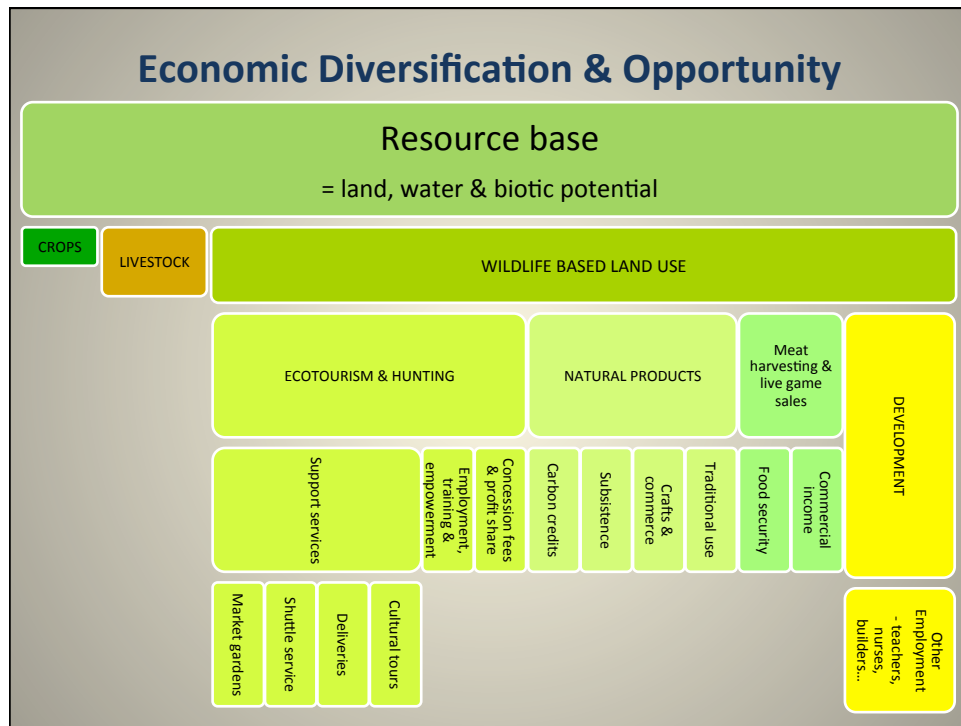 Economic Diversification & Opportunity
Resource base
= land, water & biotic potential
CROPS
LIVESTOCK
WILDLIFE BASED LAND USE
ECOTOURISM & HUNTING
NATURAL PRODUCTS
Meat
harvesting &
live game
sales
DEVELOPMENT
Support services
Employment,
training &
empowerment
Concession fees
& profit share
Carbon credits
Subsistence
Crafts &
commerce
Traditional use
Food security
Commercial
income
Market gardens
Shuttle service
Deliveries
Cultural tours
Other
Employment
- teachers,
nurses,
builders...